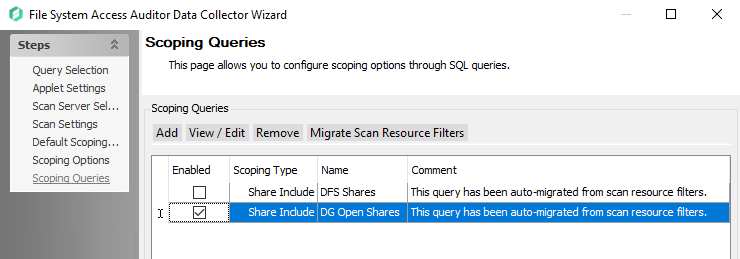 File System Access Auditor Data Collector Wizard
Steps
Query Selection
Applet Settings
Scan Server Sel...
Scan Settings
Default Scoping...
Scoping Options
Scoping Queries
Scoping Queries
This page allows you to configure scoping options through SQL queries.
Scoping Queries
Add View / Edit Remove Migrate Scan Resource Filters
Enabled Scoping Type Name Comment
Share Include DFS Shares This query has been auto-migrated from scan resource filters.
Share Include DG Open Shares This query has been auto-migrated from scan resource filters.